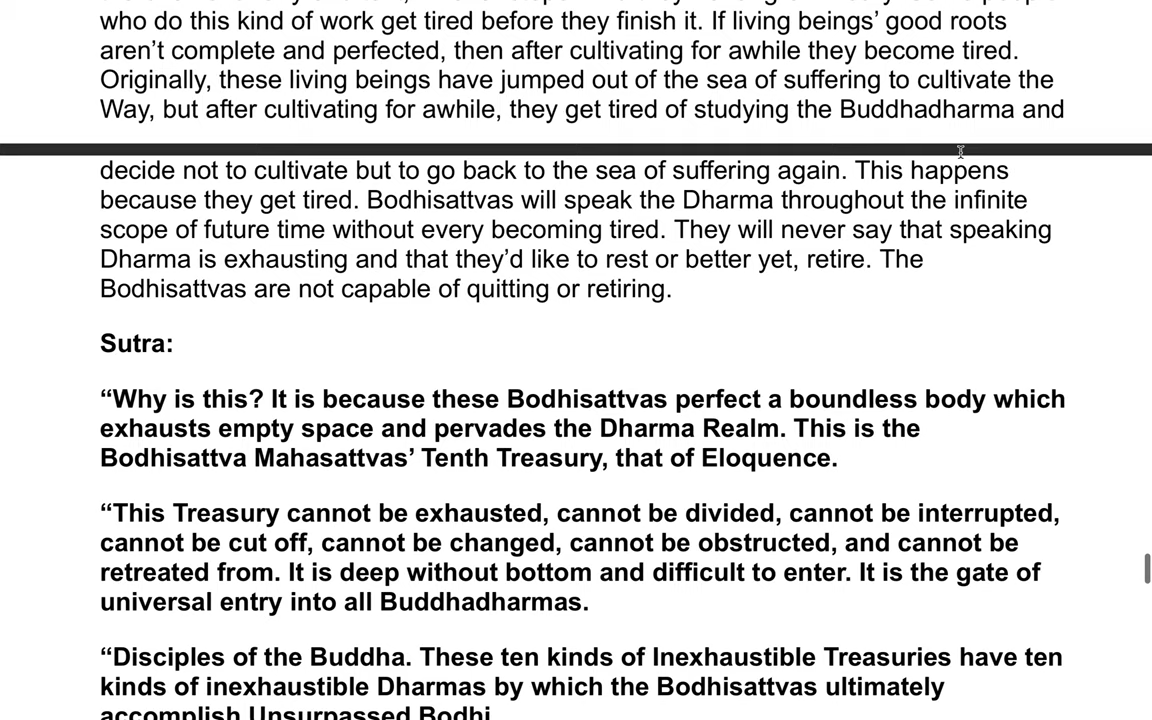 who do this kind of work get tired before they finish it. If living beings’ good roots
aren’t complete and perfected, then after cultivating for awhile they become tired.
Originally, these living beings have jumped out of the sea of suffering to cultivate the
Way, but after cultivating for awhile, they get tired of studying the Buddhadharma and
decide not to cultivate but to go back to the sea of suffering again. This happens
because they get tired. Bodhisattvas will speak the Dharma throughout the infinite
scope of future time without every becoming tired. They will never say that speaking
Dharma is exhausting and that they’d like to rest or better yet, retire. The
Bodhisattvas are not capable of quitting or retiring.
Sutra:
“Why is this? It is because these Bodhisattvas perfect a boundless body which
exhausts empty space and pervades the Dharma Realm. This is the
Bodhisattva Mahasattvas’ Tenth Treasury, that of Eloquence.
“This Treasury cannot be exhausted, cannot be divided, cannot be interrupted,
cannot be cut off, cannot be changed, cannot be obstructed, and cannot be
retreated from. It is deep without bottom and difficult to enter. It is the gate of
universal entry into all Buddhadharmas.
“Disciples of the Buddha. These ten kinds of Inexhaustible Treasuries have ten
kinds of inexhaustible Dharmas by which the Bodhisattvas ultimately
accomplish Unsurpassed Bodhi.